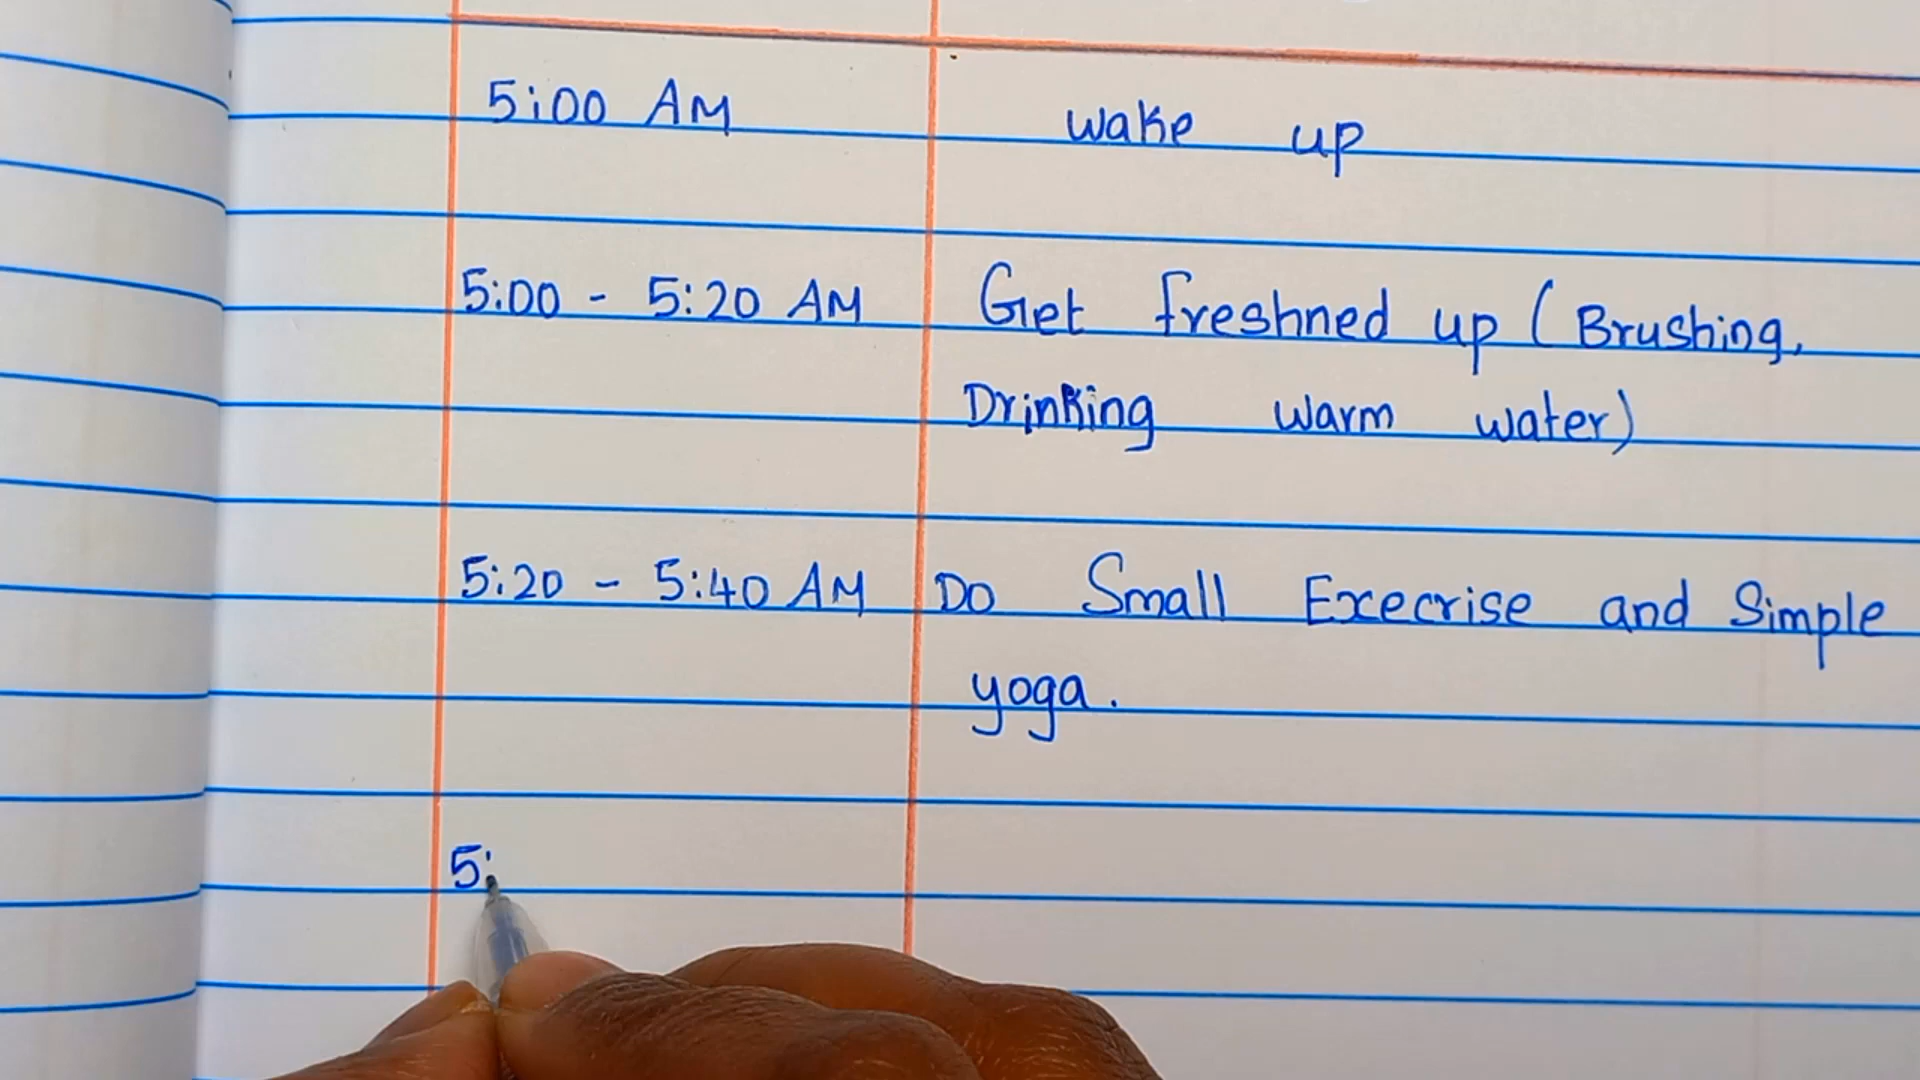 5:00 AM wake up
5:00 - 5:20 AM Get freshned up (Brushing,
Drinking warm water)
5:20 - 5:40 AM Do Small Execrise and Simple
yoga.
5: